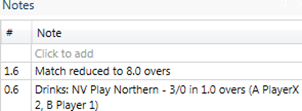 Notes
# Note
Click to add
1.6 Match reduced to 8.0 overs
0.6 Drinks: NV Play Northern - 3/0 in 1.0 overs (A PlayerX
2, B Player 1)